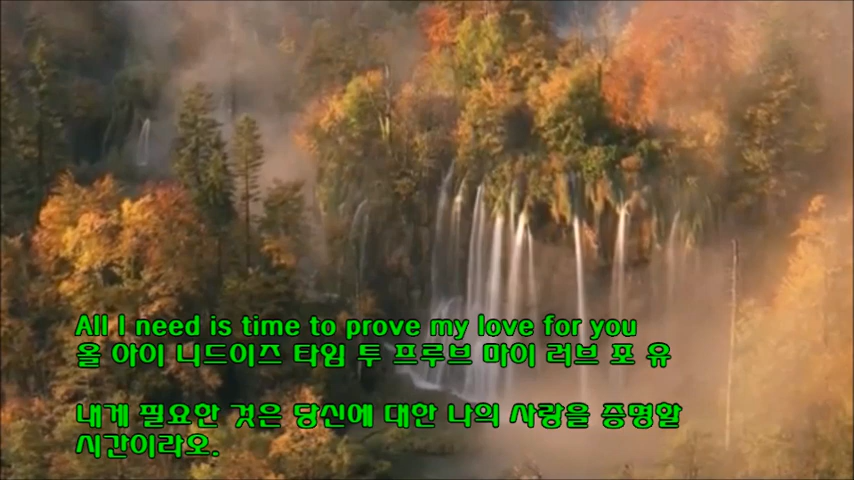 All I need is time to prove my love for you
올 아이 니드이즈 타임 투 프루브 마이 러브 포 유
내게 필요한 것은 당신에 대한 나의 사랑을 증명할
시간이라오.